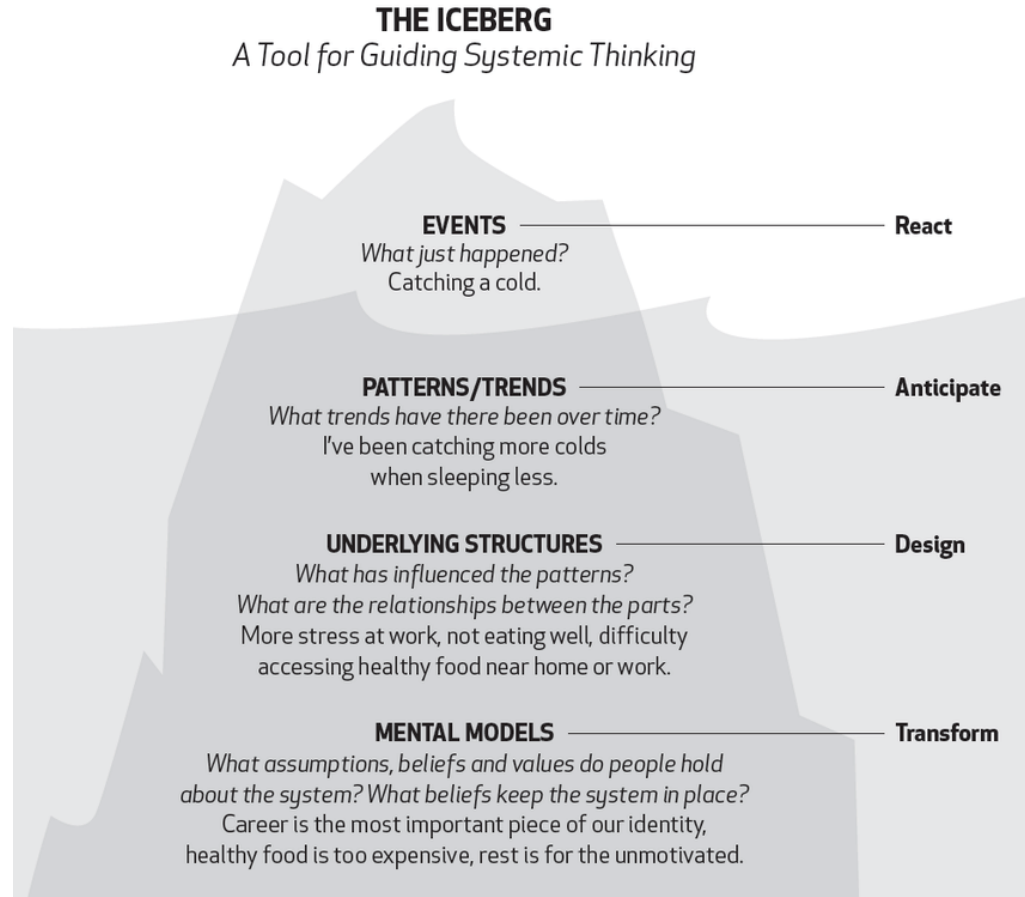 THE ICEBERG
A Tool for Guiding Systemic Thinking
EVENTS
React
What just happened?
Catching a cold.
PATTERNS/TRENDS
Anticipate
What trends have there been over time?
I've been catching more colds
when sleeping less.
UNDERLYING STRUCTURES
Design
What has influenced the patterns?
What are the relationships between the parts?
More stress at work, not eating well, difficulty
accessing healthy food near home or work.
MENTAL MODELS
Transform
What assumptions, beliefs and values do people hold
about the system? What beliefs keep the system in place?
Career is the most important piece of our identity,
healthy food is too expensive, rest is for the unmotivated.